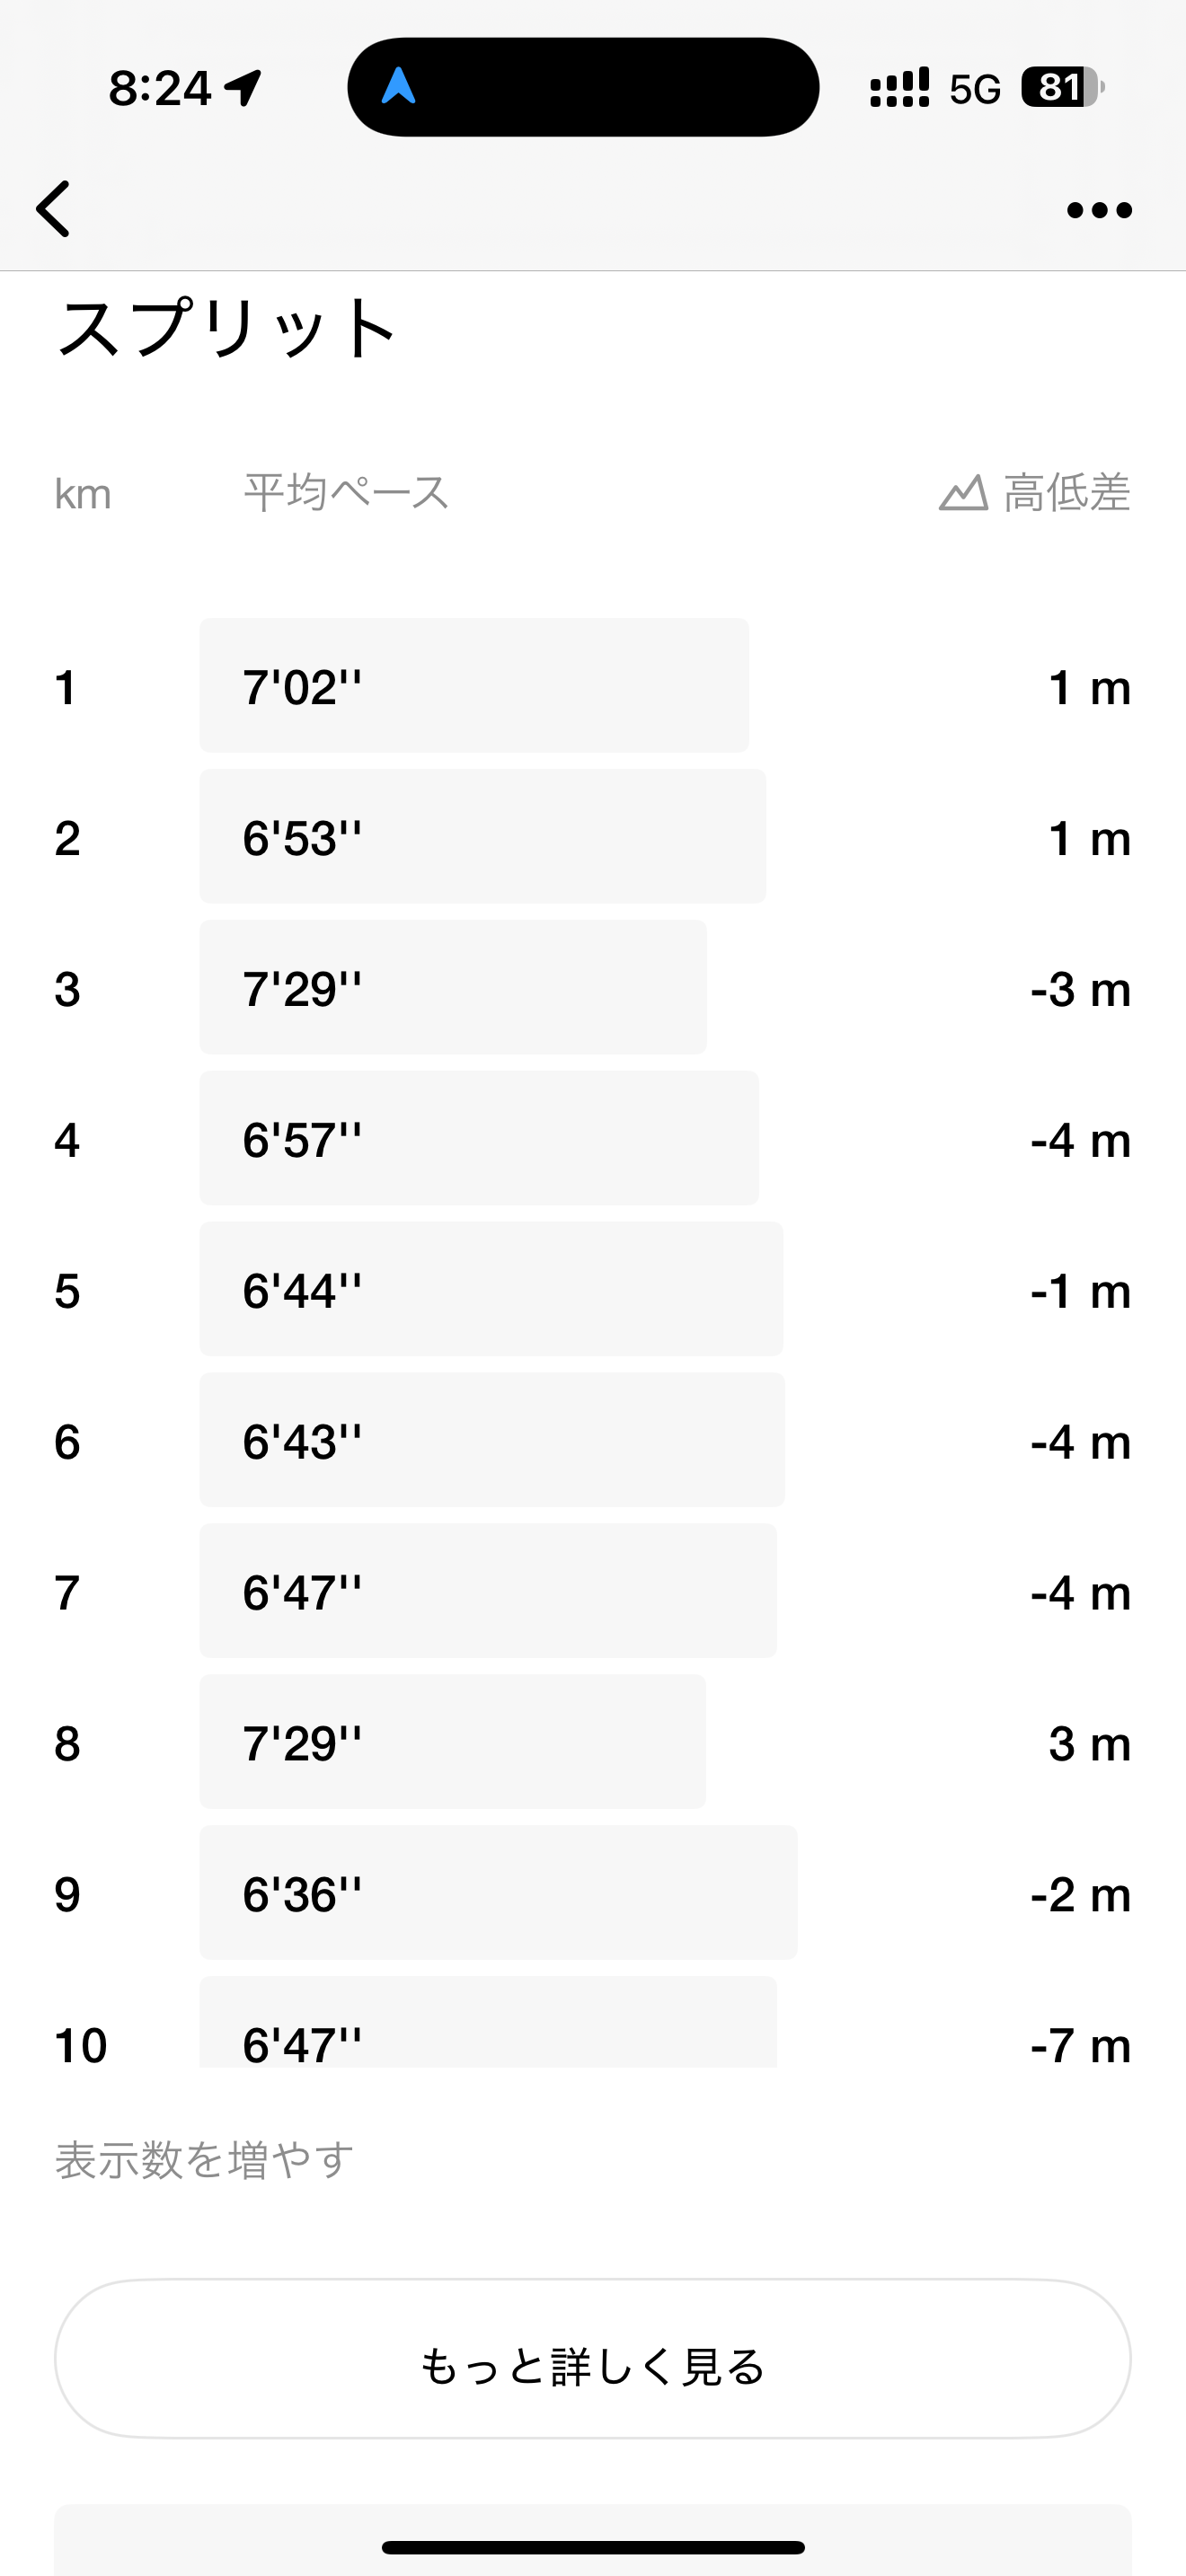 8:24 5G 81
スプリット
km 平均ペース 高低差
1 7'02'' 1 m
2 6'53'' 1 m
3 7'29'' -3 m
4 6'57'' -4 m
5 6'44'' -1 m
6 6'43'' -4 m
7 6'47'' -4 m
8 7'29'' 3 m
9 6'36'' -2 m
10 6'47'' -7 m
表示数を増やす
もっと詳しく見る